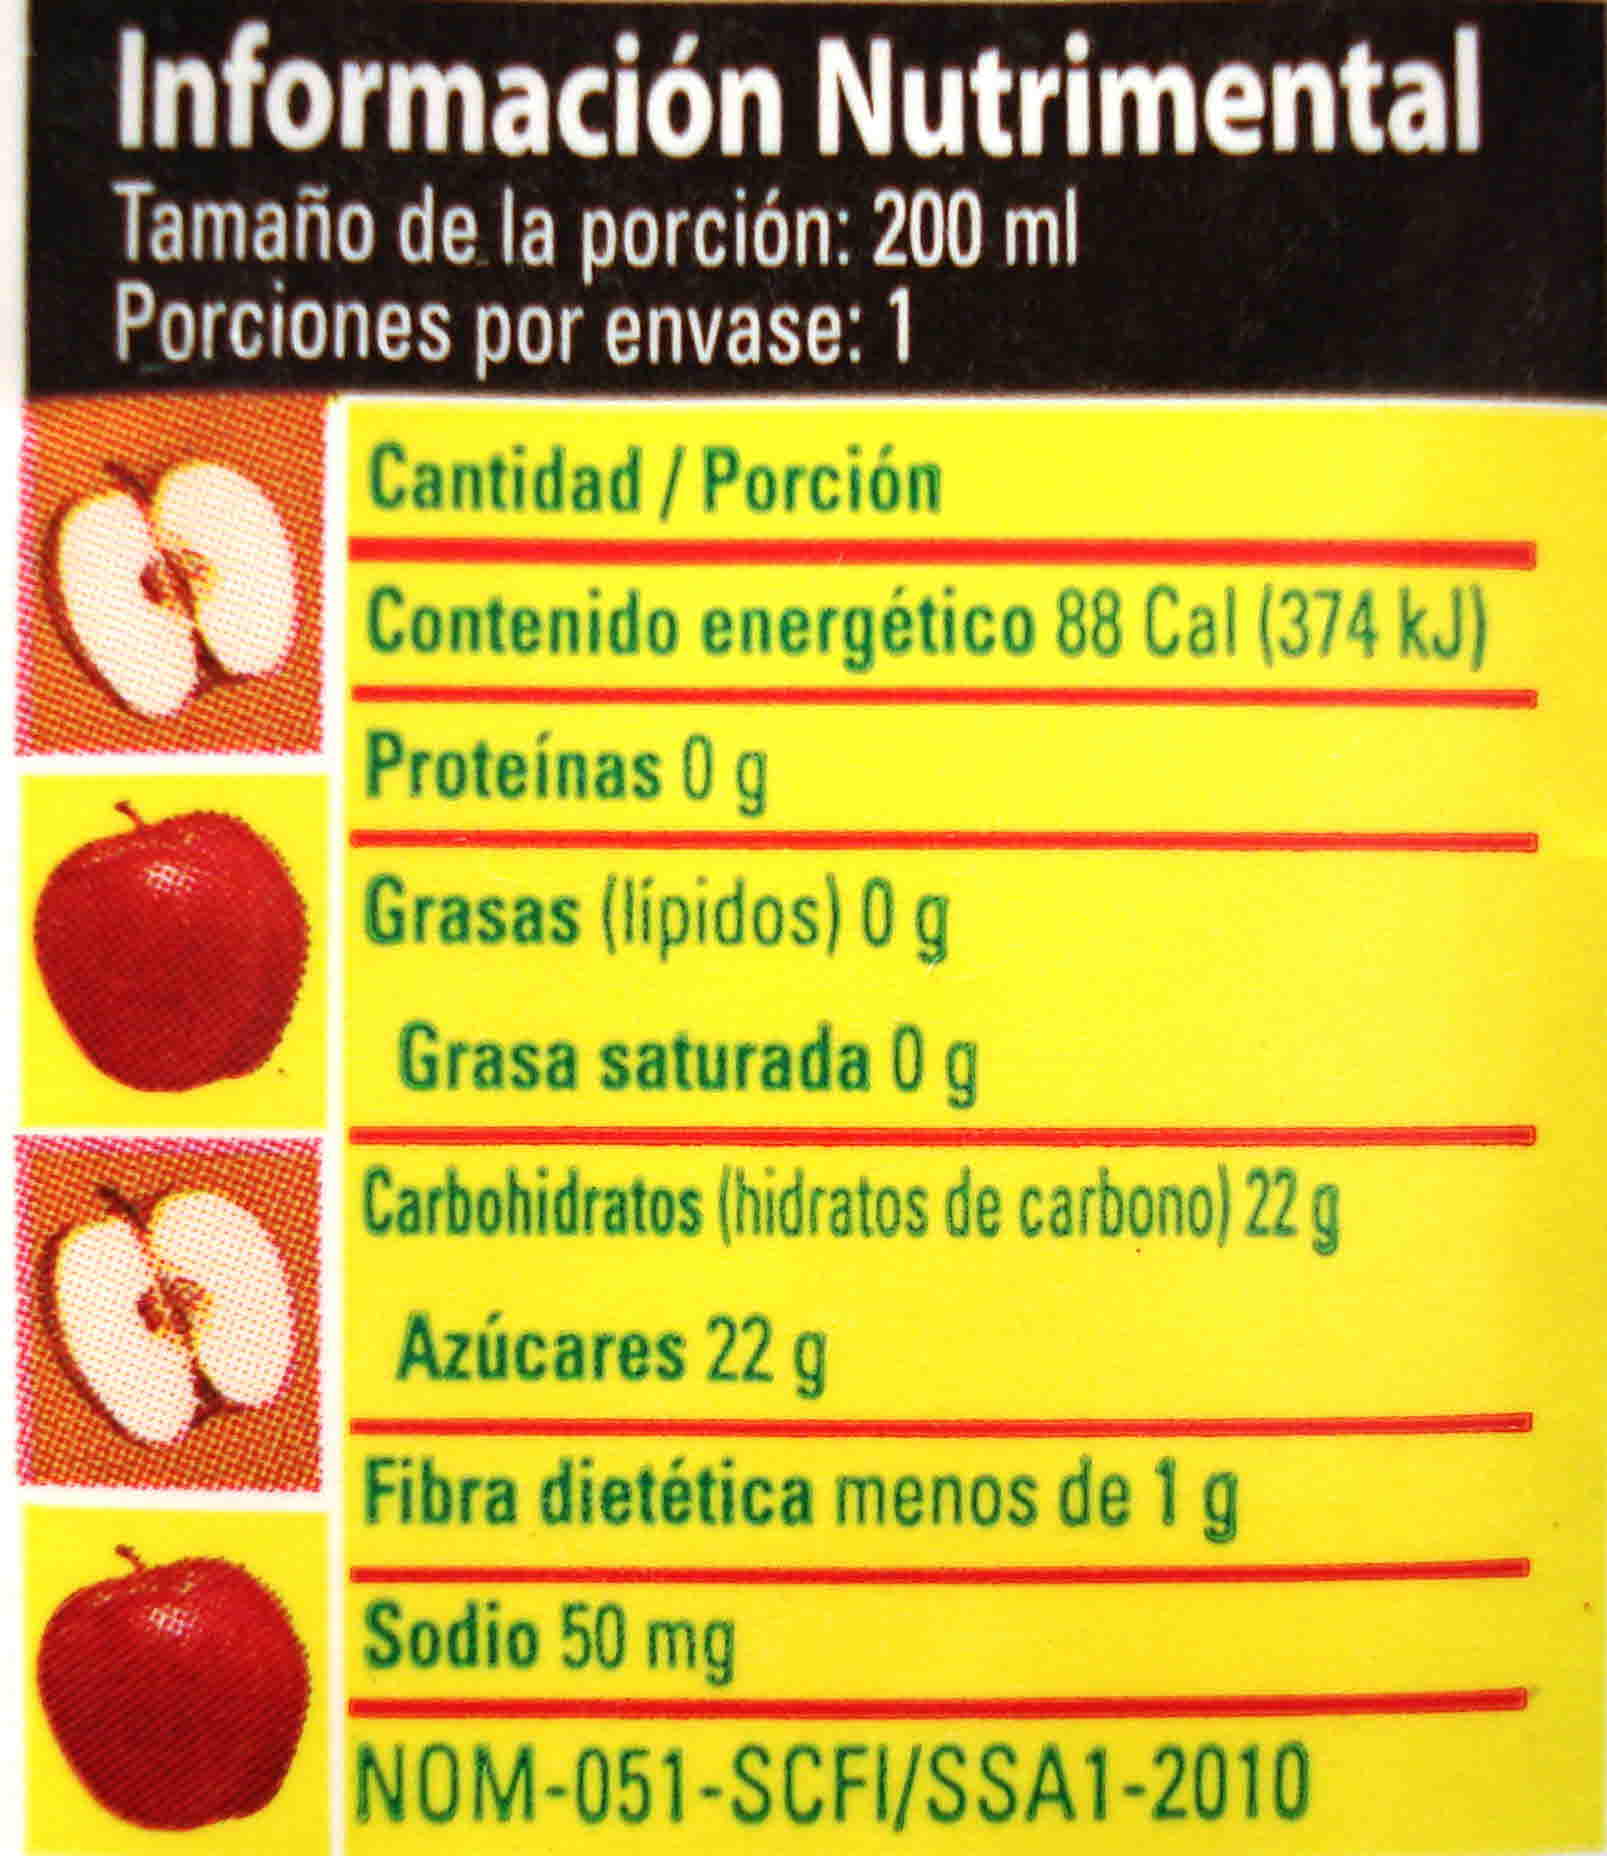 Información Nutrimental
Tamaño de la porción: 200 ml
Porciones por envase: 1
Cantidad / Porción
Contenido energético 88 Cal (374 kJ)
Proteínas 0 g
Grasas (lípidos) 0 g
Grasa saturada 0 g
Carbohidratos (hidratos de carbono) 22 g
Azúcares 22 g
Fibra dietética menos de 1 g
Sodio 50 mg
NOM-051-SCFI/SSA1-2010